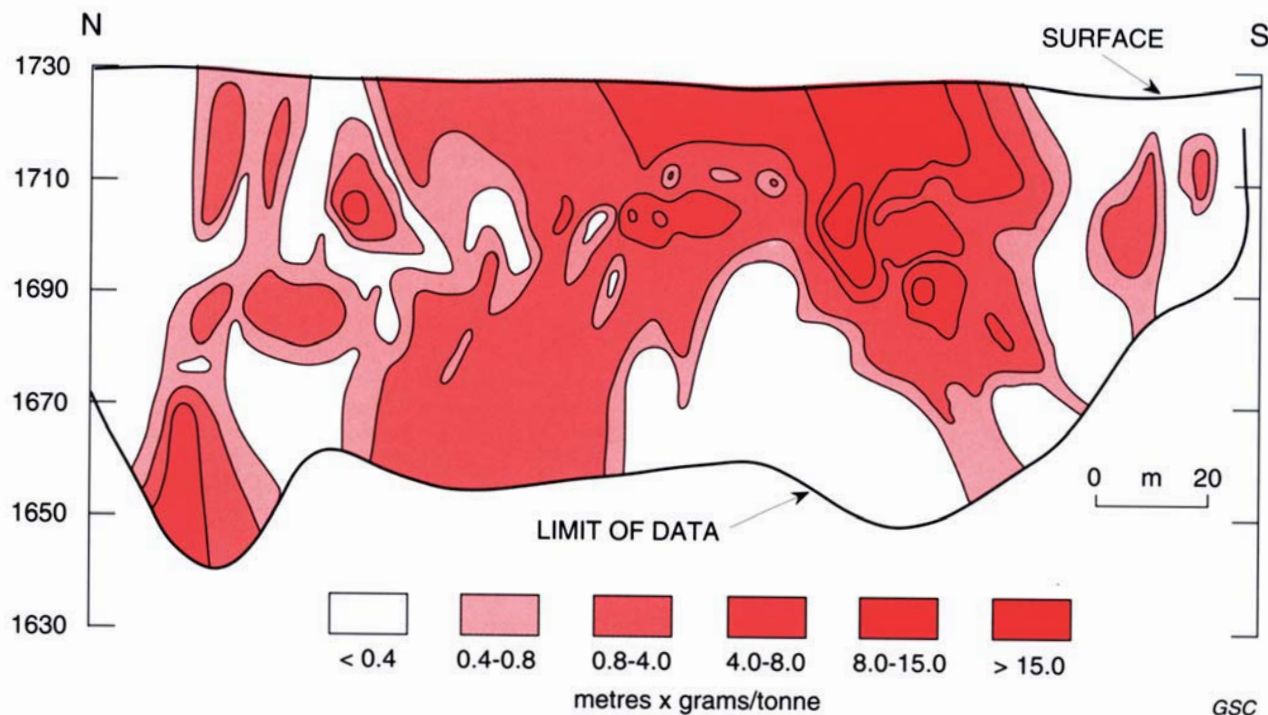 N
S
SURFACE
1730
1710
1690
1670
1650
1630
0 m 20
LIMIT OF DATA
< 0.4 0.4-0.8 0.8-4.0 4.0-8.0 8.0-15.0 > 15.0
metres x grams/tonne
GSC